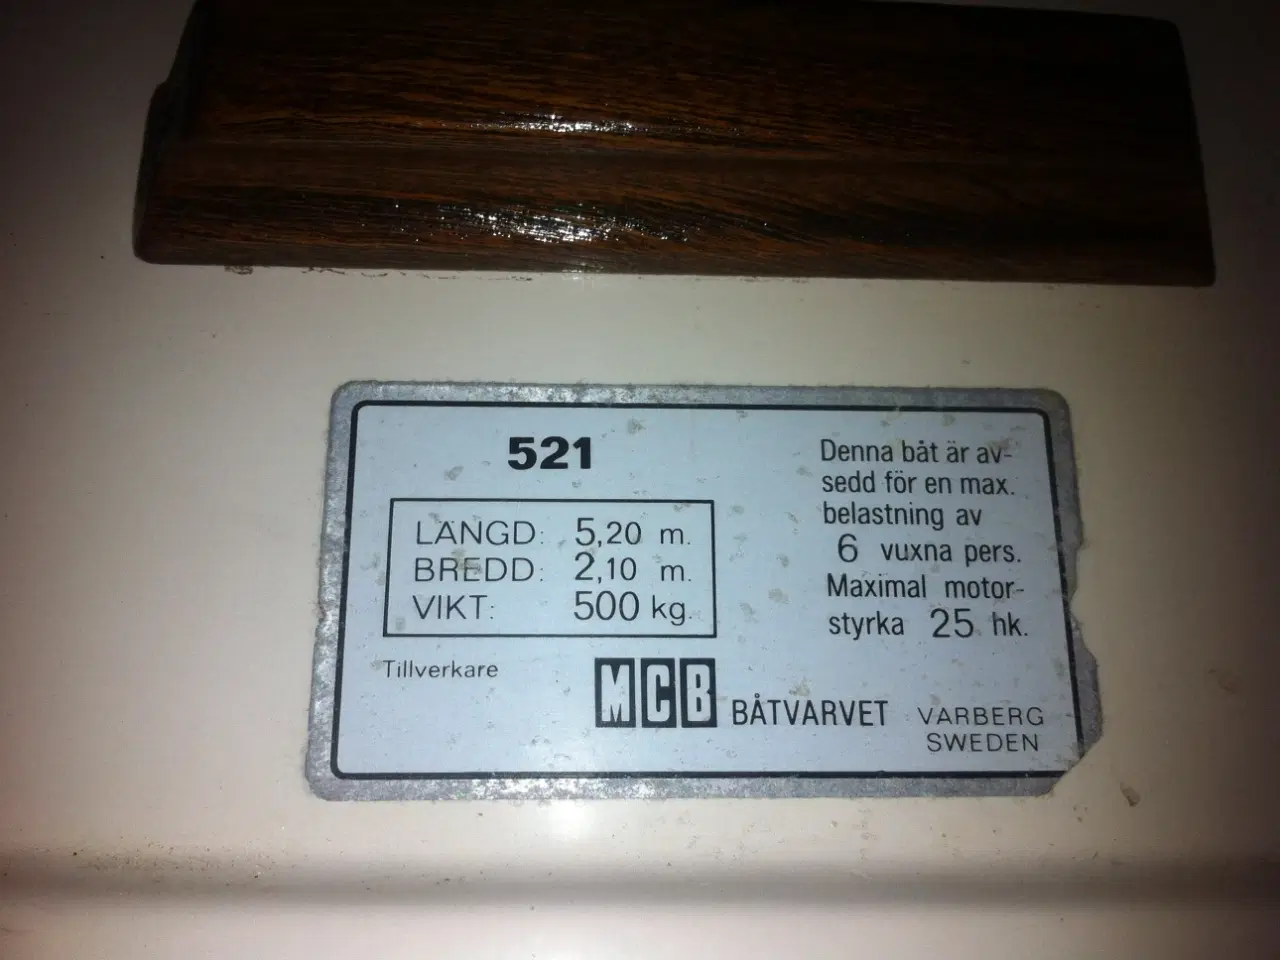 521
LÄNGD: 5,20 m.
BREDD: 2,10 m.
VIKT: 500 kg.
Denna båt är av-
sedd för en max.
belastning av
6 vuxna pers.
Maximal motor-
styrka 25 hk.
Tillverkare
MCB BÅTVARVET VARBERG
SWEDEN